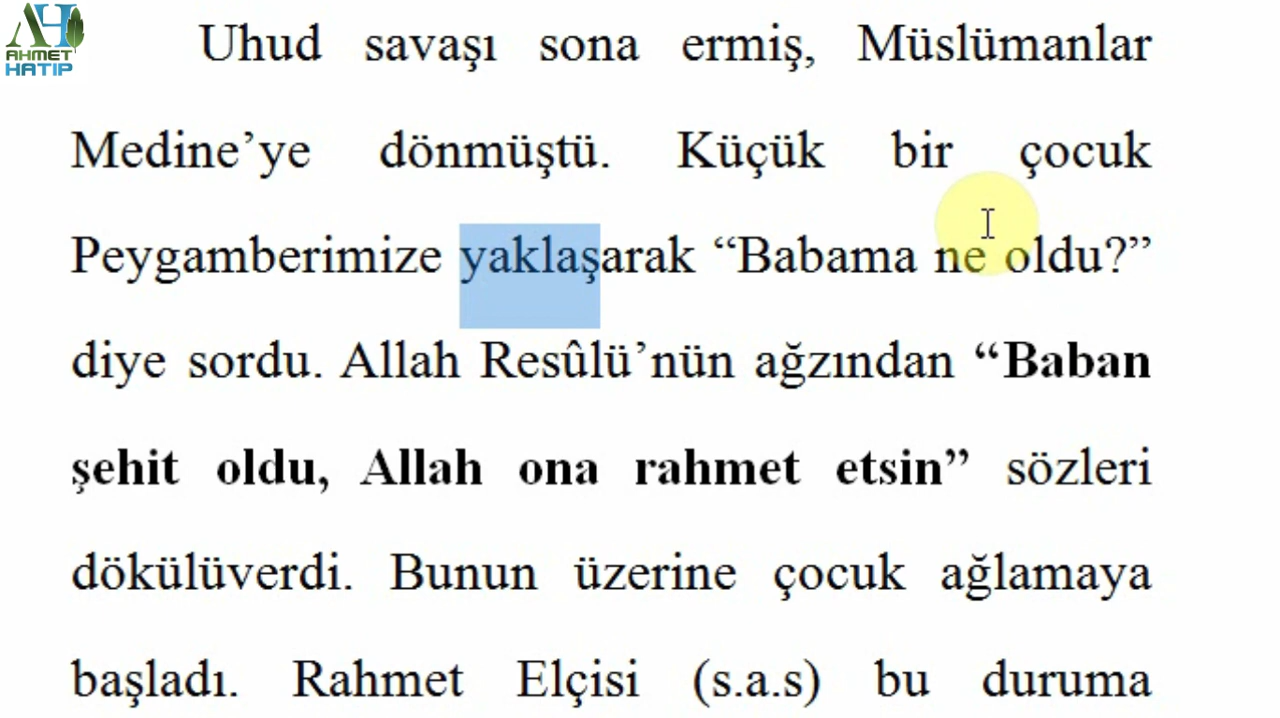 AH
AHMET
HATIP
Uhud savaşı sona ermiş, Müslümanlar
Medine’ye dönmüştü. Küçük bir çocuk
Peygamberimize yaklaşarak “Babama ne oldu?”
diye sordu. Allah Resûlü’nün ağzından “Baban
şehit oldu, Allah ona rahmet etsin” sözleri
dökülüverdi. Bunun üzerine çocuk ağlamaya
başladı. Rahmet Elçisi (s.a.s) bu duruma